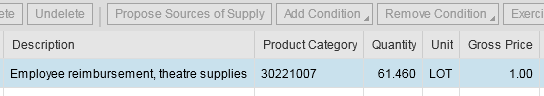 Undelete Propose Sources of Supply Add Condition Remove Condition
Description Product Category Quantity Unit Gross Price
Employee reimbursement, theatre supplies 30221007 61.460 LOT 1.00